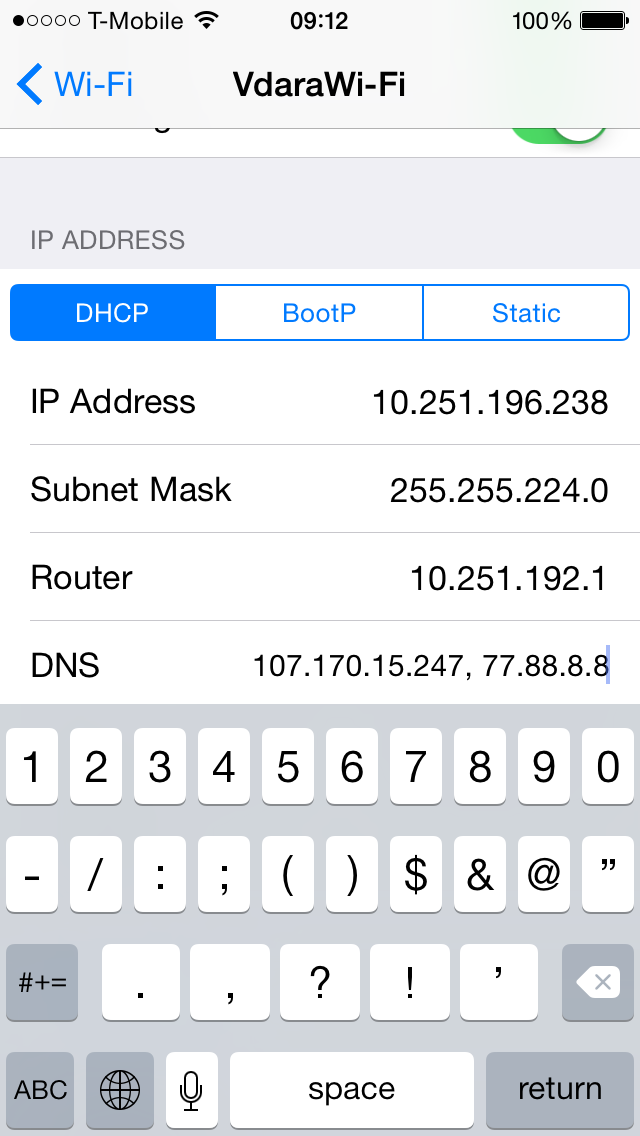 T-Mobile 09:12 100%
Wi-Fi VdaraWi-Fi
IP ADDRESS
DHCP BootP Static
IP Address 10.251.196.238
Subnet Mask 255.255.224.0
Router 10.251.192.1
DNS 107.170.15.247, 77.88.8.8
1 2 3 4 5 6 7 8 9 0
- / : ; ( ) $ & @ ”
#+= . , ? ! ’
ABC space return